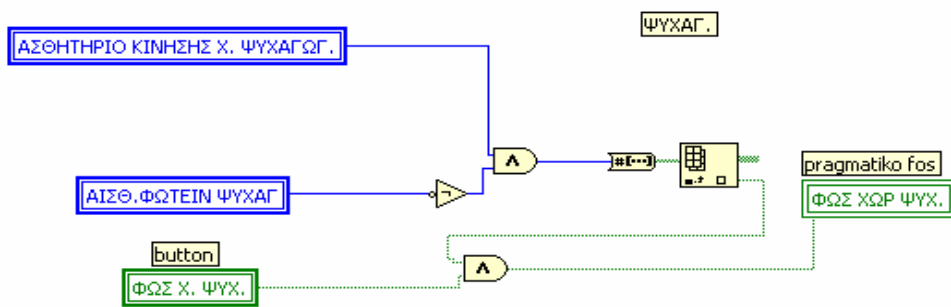 ΨΥΧΑΓ.
ΑΣΘΗΤΗΡΙΟ ΚΙΝΗΣΗΣ Χ. ΨΥΧΑΓΩΓ.
#[...]
pragmatiko fos
ΑΙΣΘ.ΦΩΤΕΙΝ ΨΥΧΑΓ
ΦΩΣ ΧΩΡ ΨΥΧ.
button
ΦΩΣ Χ. ΨΥΧ.